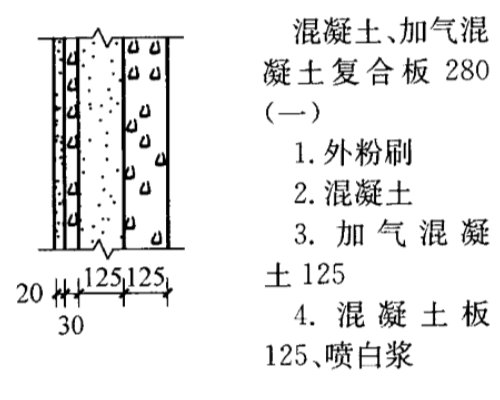 混凝土、加气混
凝土复合板 280
(一)
1. 外粉刷
2. 混凝土
3. 加气混凝
土 125
4. 混凝土板
125、喷白浆
125 125
20
30